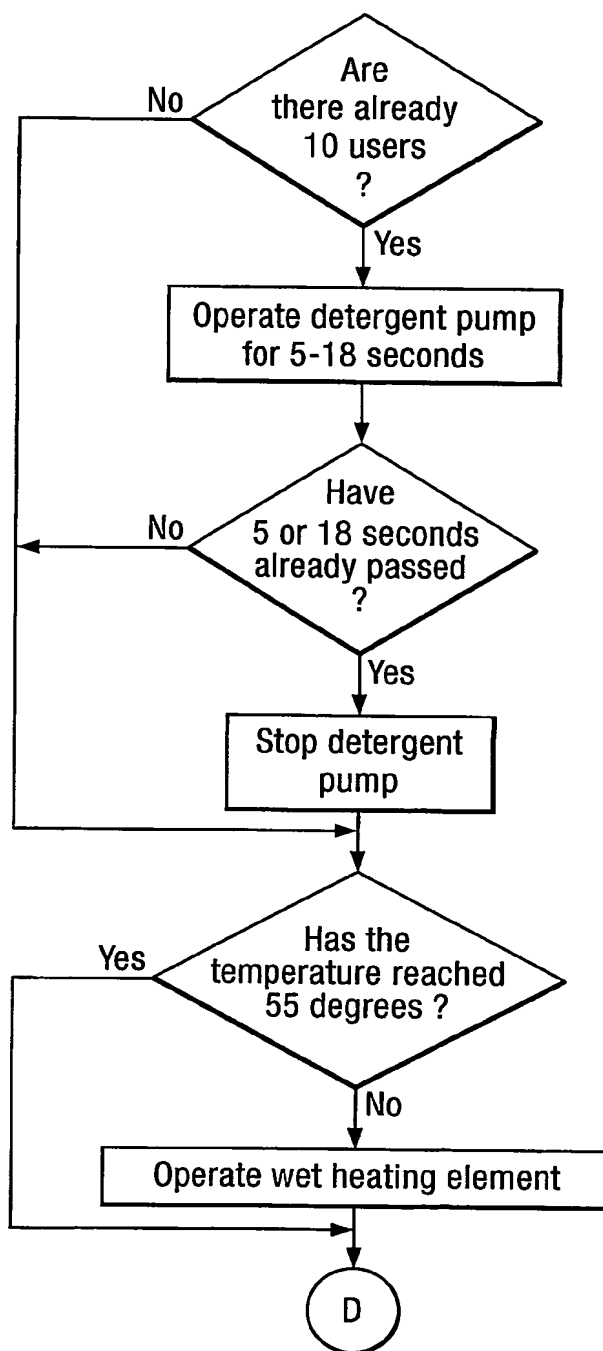 Are
there already
10 users
?
No
Yes
Operate detergent pump
for 5-18 seconds
Have
5 or 18 seconds
already passed
?
No
Yes
Stop detergent
pump
Has the
temperature reached
55 degrees ?
Yes
No
Operate wet heating element
D